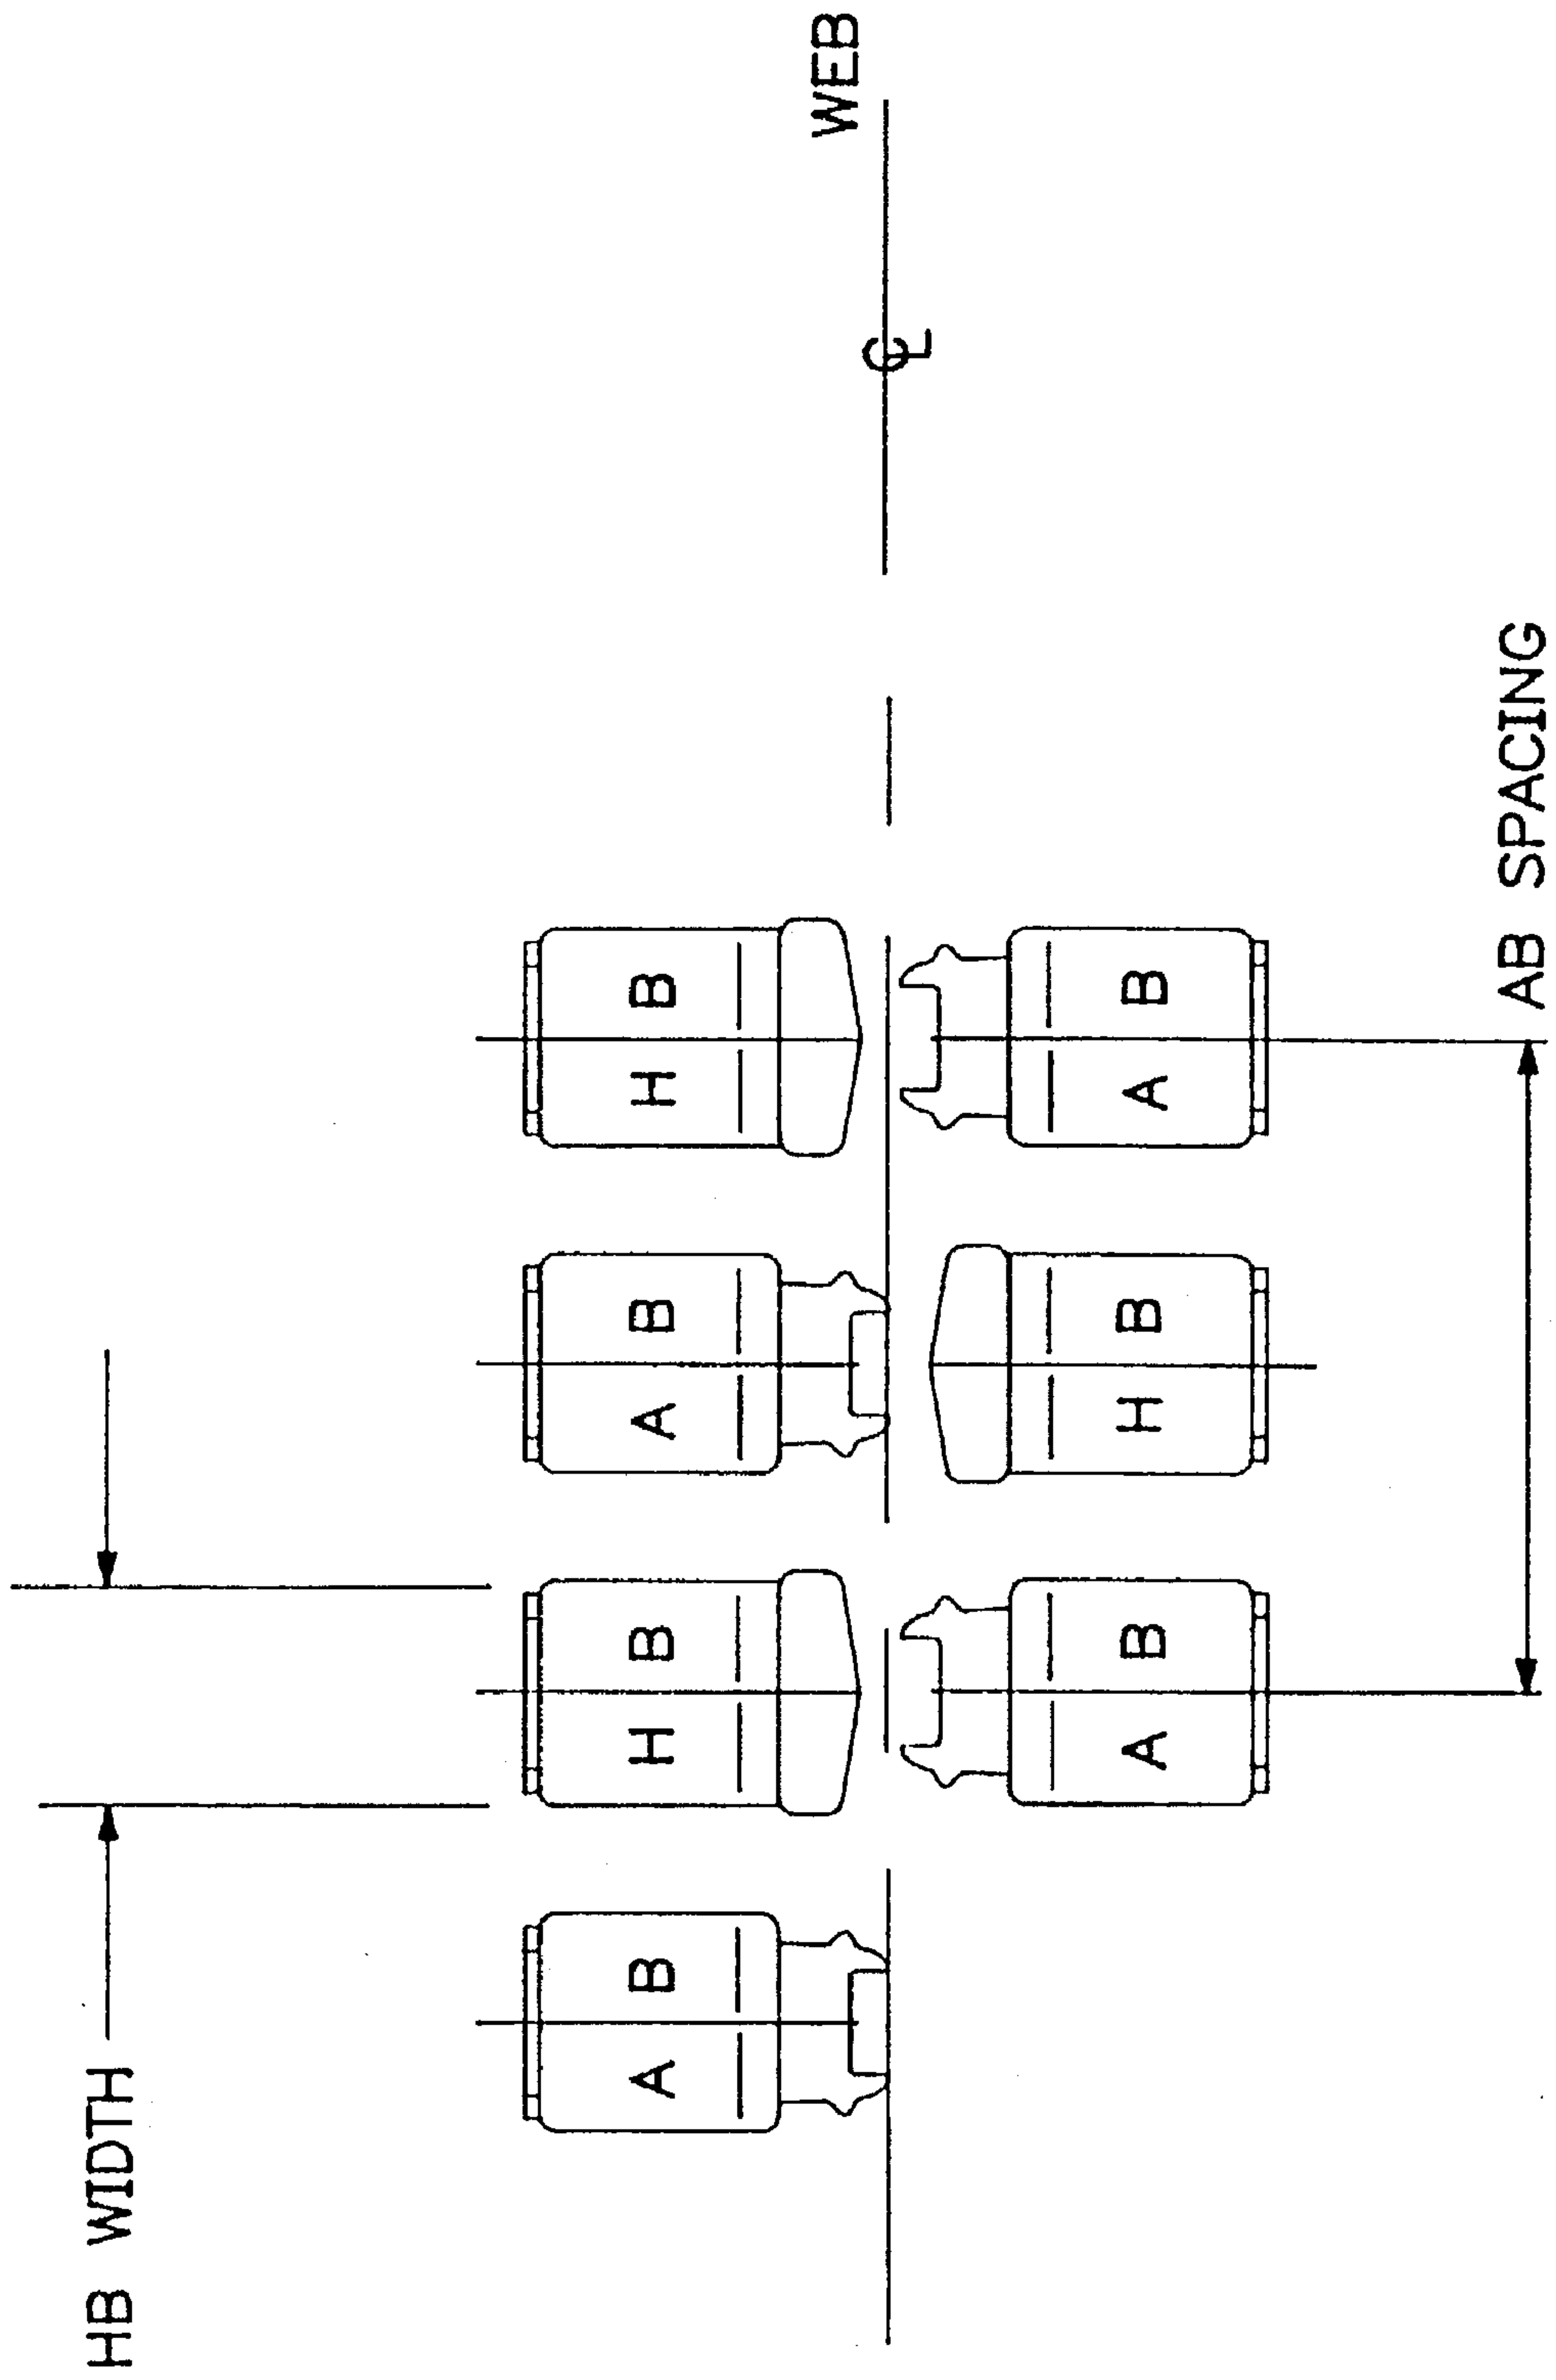 HB WIDTH
A B H B A B H B
WEB
℄
A B H B A B
AB SPACING